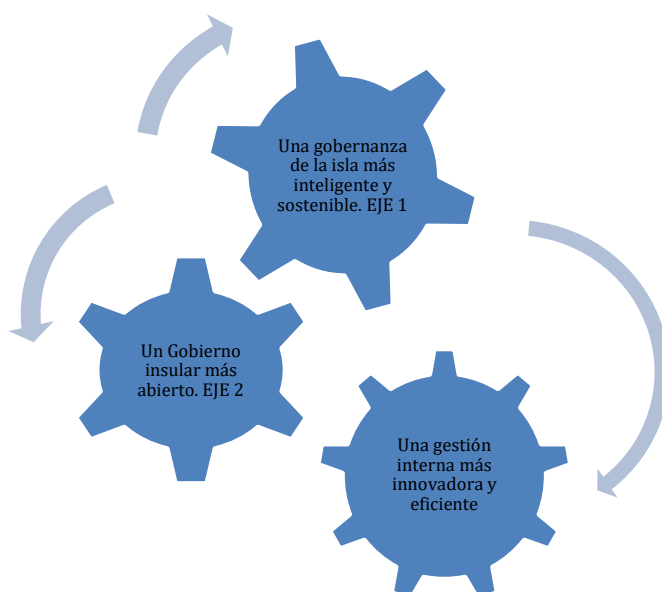 Una gobernanza
de la isla más
inteligente y
sostenible. EJE 1
Un Gobierno
insular más
abierto. EJE 2
Una gestión
interna más
innovadora y
eficiente